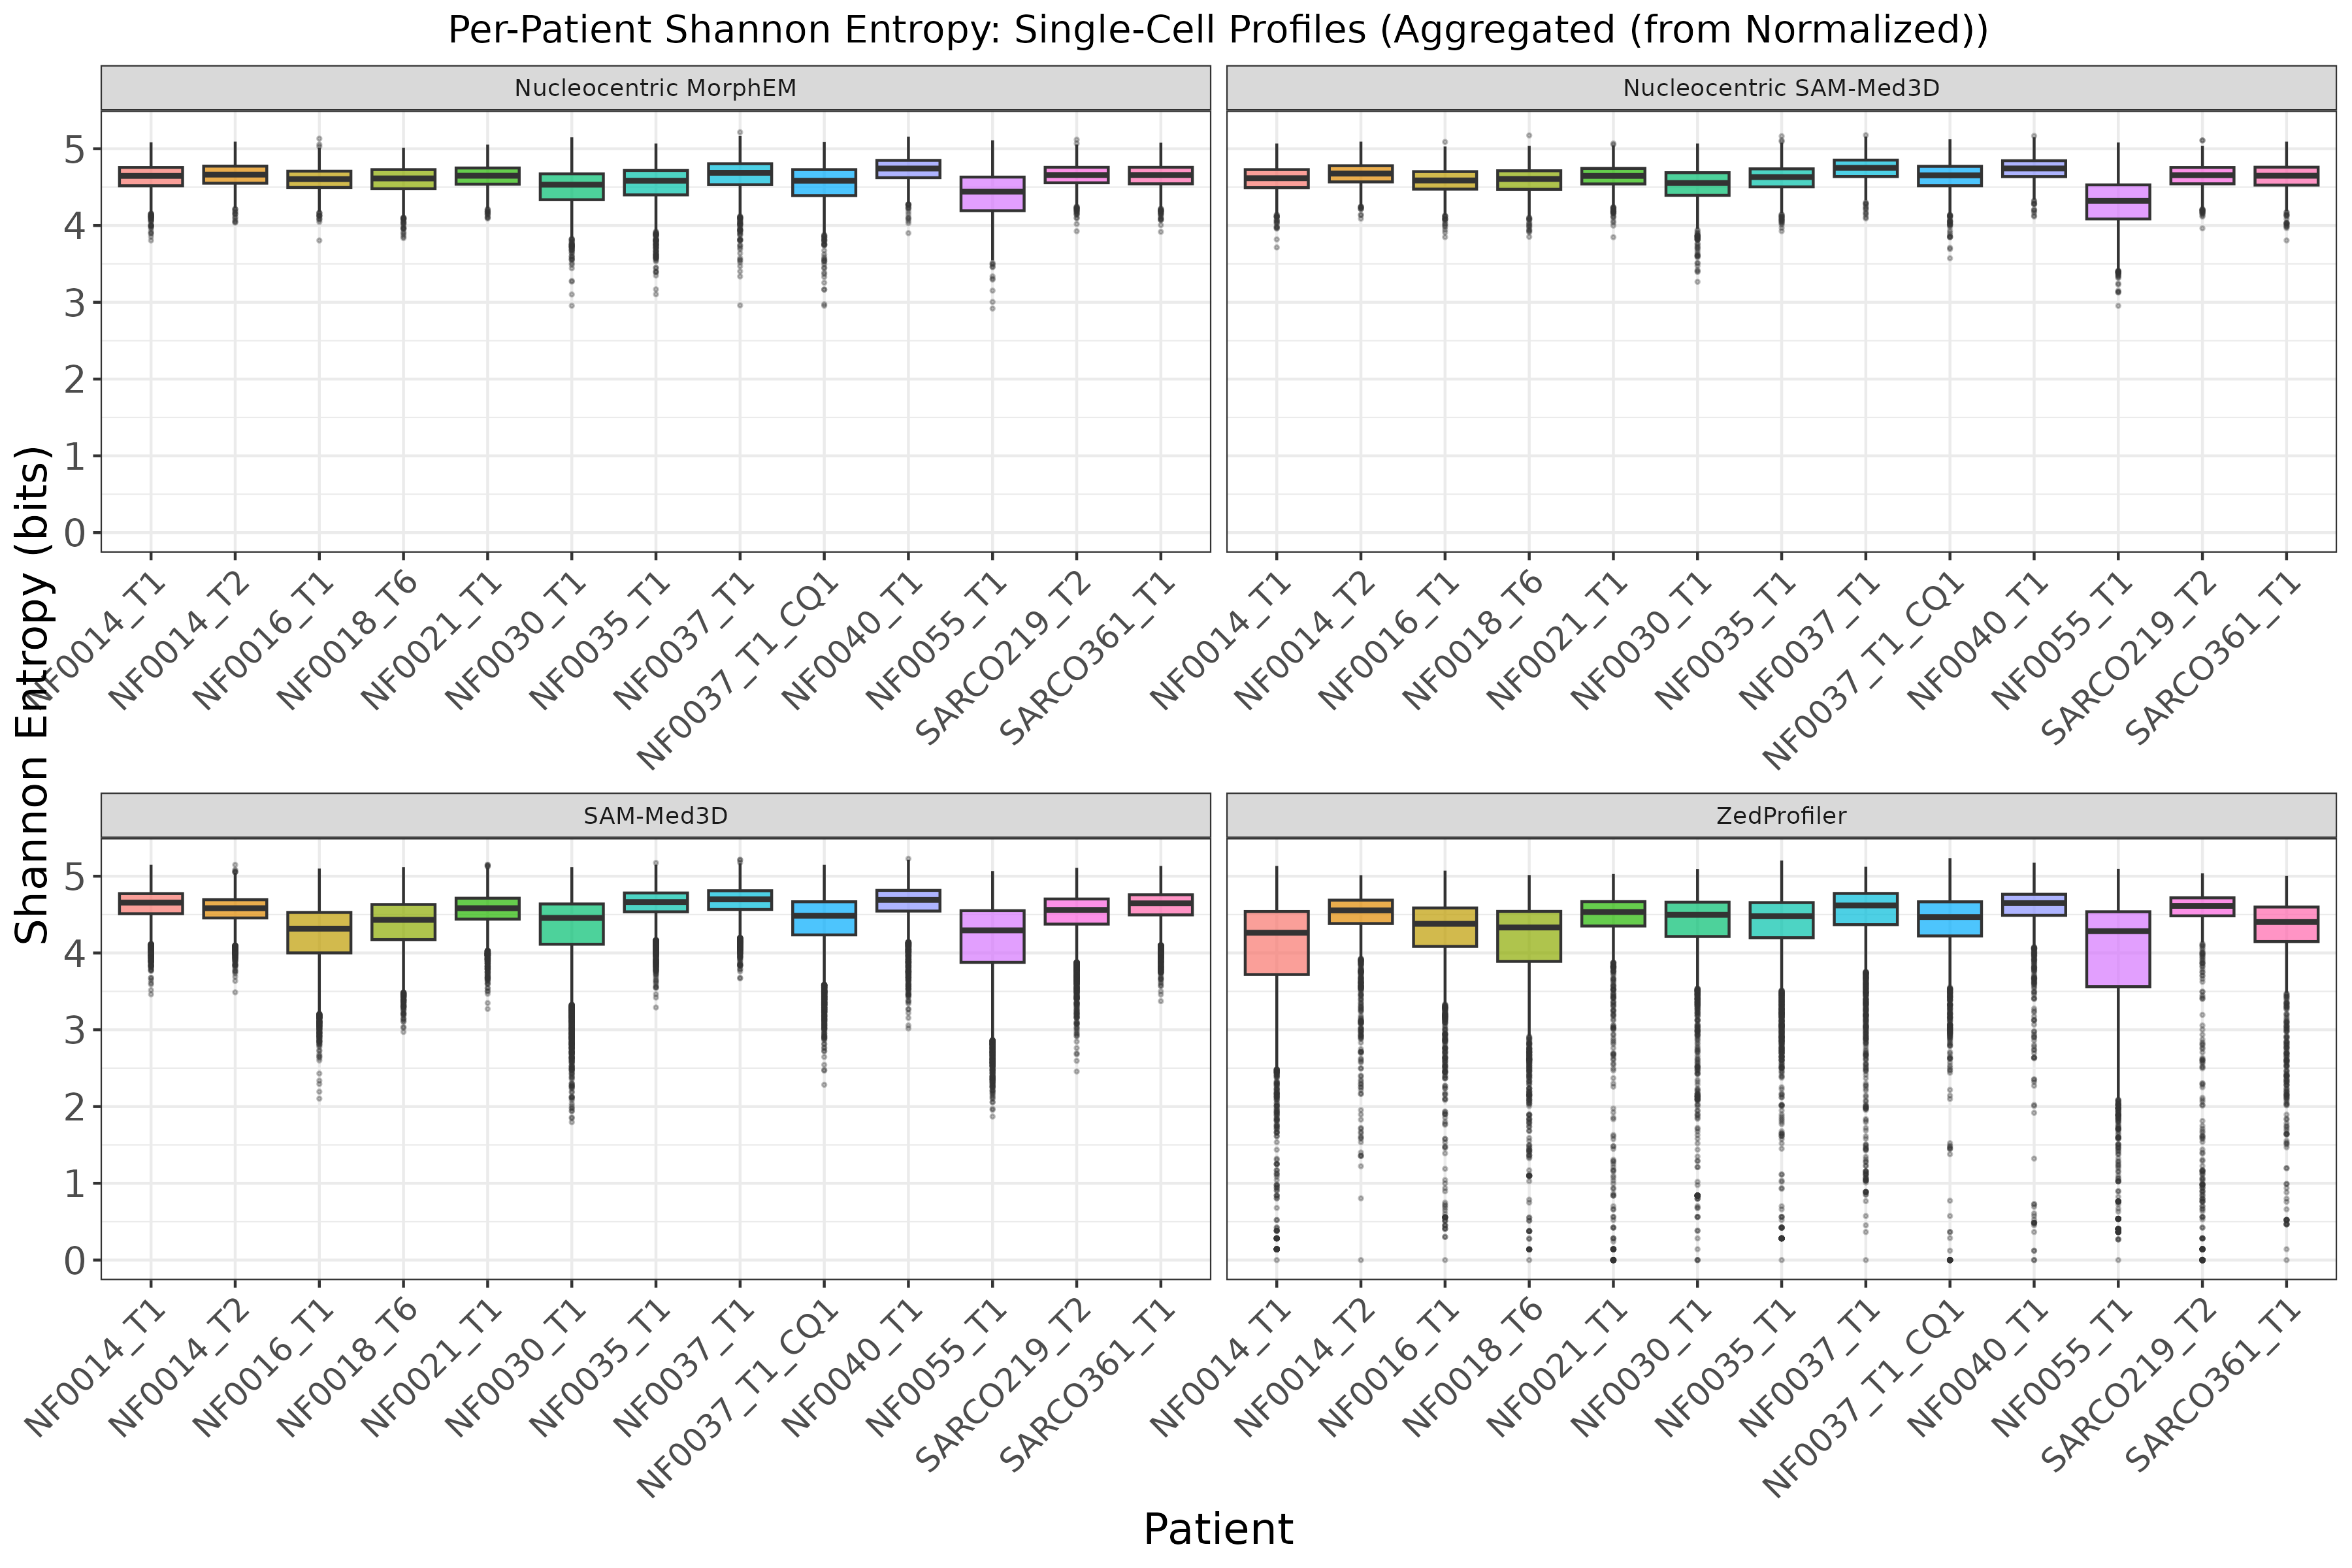 Per-Patient Shannon Entropy: Single-Cell Profiles (Aggregated (from Normalized))
Nucleocentric MorphEM
Nucleocentric SAM-Med3D
Shannon Entropy (bits)
5
4
3
2
1
0
NF0014_T1
NF0014_T2
NF0016_T1
NF0018_T6
NF0021_T1
NF0030_T1
NF0035_T1
NF0037_T1
NF0037_T1_CQ1
NF0040_T1
NF0055_T1
SARCO219_T2
SARCO361_T1
NF0014_T1
NF0014_T2
NF0016_T1
NF0018_T6
NF0021_T1
NF0030_T1
NF0035_T1
NF0037_T1
NF0037_T1_CQ1
NF0040_T1
NF0055_T1
SARCO219_T2
SARCO361_T1
SAM-Med3D
ZedProfiler
5
4
3
2
1
0
NF0014_T1
NF0014_T2
NF0016_T1
NF0018_T6
NF0021_T1
NF0030_T1
NF0035_T1
NF0037_T1
NF0037_T1_CQ1
NF0040_T1
NF0055_T1
SARCO219_T2
SARCO361_T1
NF0014_T1
NF0014_T2
NF0016_T1
NF0018_T6
NF0021_T1
NF0030_T1
NF0035_T1
NF0037_T1
NF0037_T1_CQ1
NF0040_T1
NF0055_T1
SARCO219_T2
SARCO361_T1
Patient